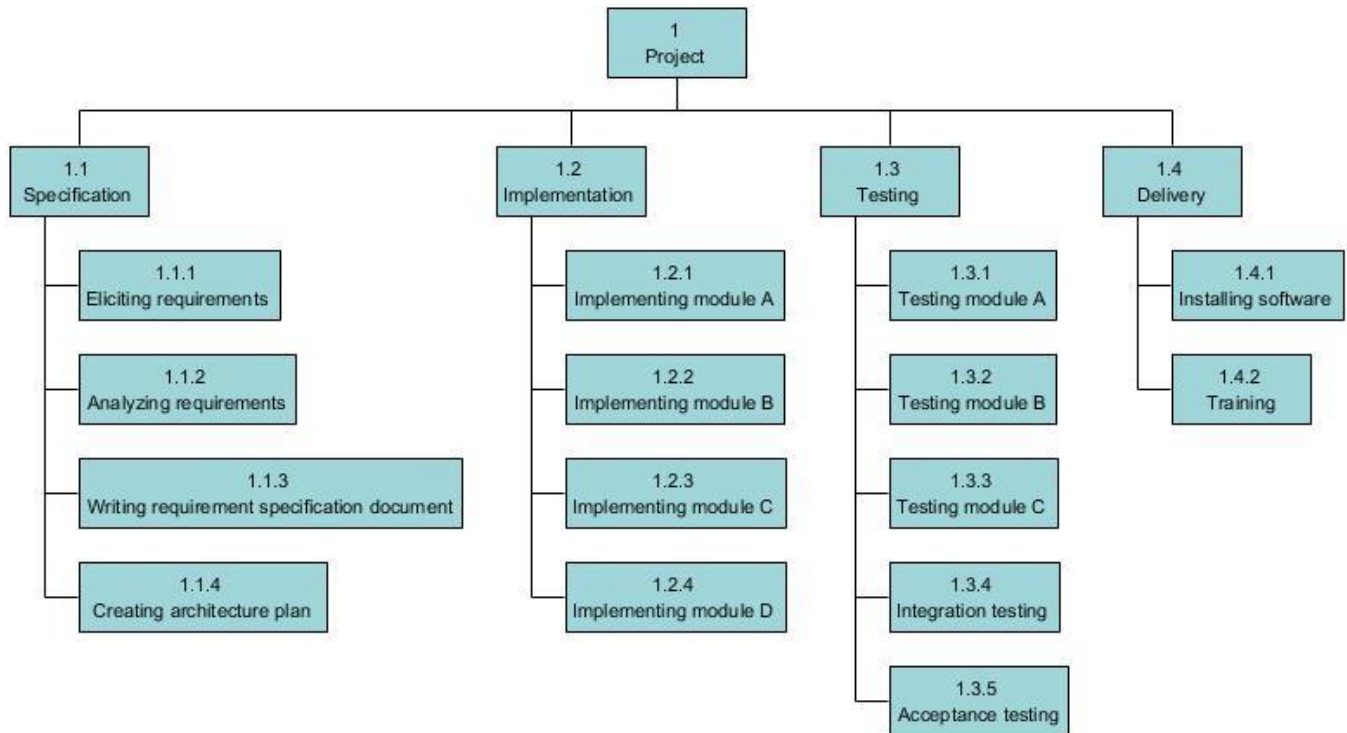 1
Project
1.1
Specification
1.2
Implementation
1.3
Testing
1.4
Delivery
1.1.1
Eliciting requirements
1.2.1
Implementing module A
1.3.1
Testing module A
1.4.1
Installing software
1.1.2
Analyzing requirements
1.2.2
Implementing module B
1.3.2
Testing module B
1.4.2
Training
1.1.3
Writing requirement specification document
1.2.3
Implementing module C
1.3.3
Testing module C
1.1.4
Creating architecture plan
1.2.4
Implementing module D
1.3.4
Integration testing
1.3.5
Acceptance testing